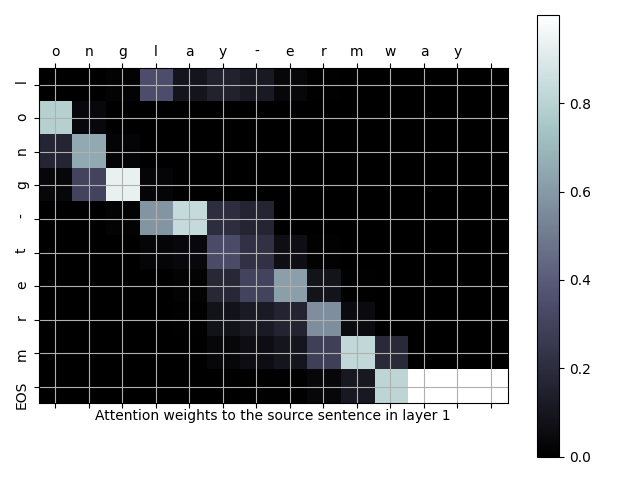 o n g l a y - e r m w a y
l
o
n
g
-
t
e
r
m
EOS
0.8
0.6
0.4
0.2
0.0
Attention weights to the source sentence in layer 1